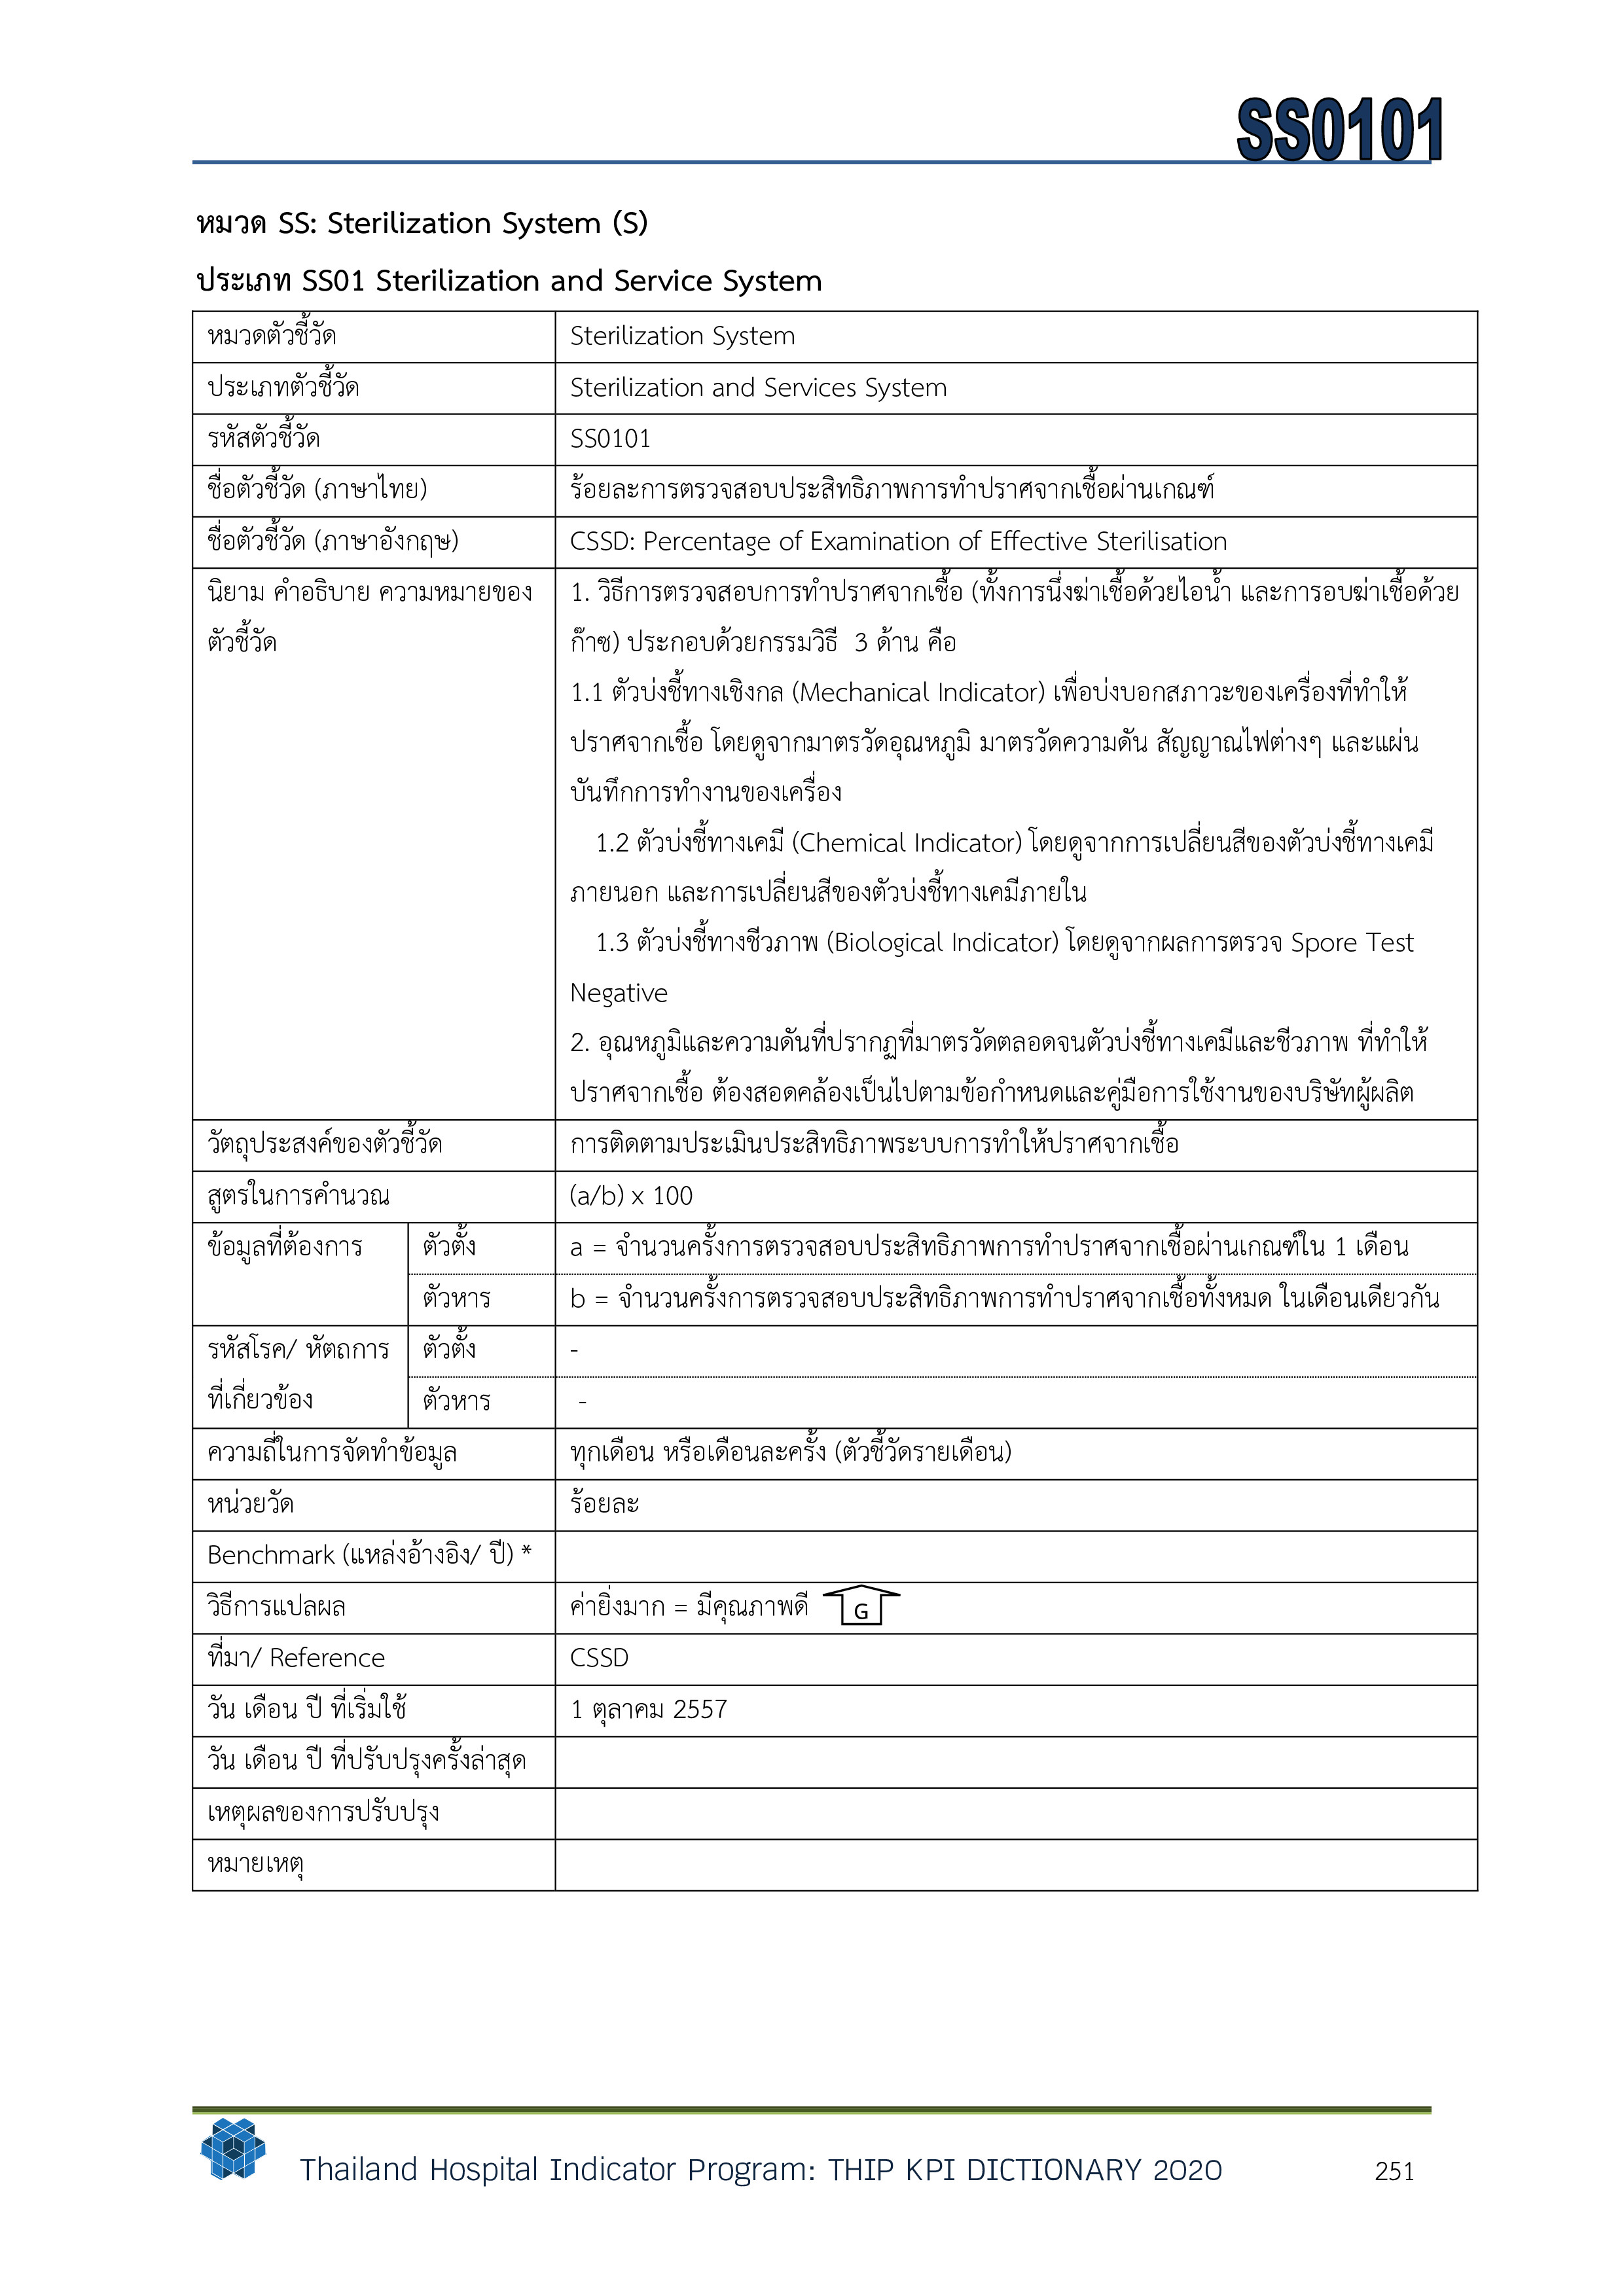 SS0101
หมวด SS: Sterilization System (S)
ประเภท SS01 Sterilization and Service System
หมวดตัวชี้วัด Sterilization System
ประเภทตัวชี้วัด Sterilization and Services System
รหัสตัวชี้วัด SS0101
ชื่อตัวชี้วัด (ภาษาไทย) ร้อยละการตรวจสอบประสิทธิภาพการทำปราศจากเชื้อผ่านเกณฑ์
ชื่อตัวชี้วัด (ภาษาอังกฤษ) CSSD: Percentage of Examination of Effective Sterilisation
นิยาม คำอธิบาย ความหมายของ
ตัวชี้วัด
1. วิธีการตรวจสอบการทำปราศจากเชื้อ (ทั้งการนึ่งฆ่าเชื้อด้วยไอน้ำ และการอบฆ่าเชื้อด้วย
ก๊าซ) ประกอบด้วยกรรมวิธี 3 ด้าน คือ
1.1 ตัวบ่งชี้ทางเชิงกล (Mechanical Indicator) เพื่อบ่งบอกสภาวะของเครื่องที่ทำให้
ปราศจากเชื้อ โดยดูจากมาตรวัดอุณหภูมิ มาตรวัดความดัน สัญญาณไฟต่างๆ และแผ่น
บันทึกการทำงานของเครื่อง
1.2 ตัวบ่งชี้ทางเคมี (Chemical Indicator) โดยดูจากการเปลี่ยนสีของตัวบ่งชี้ทางเคมี
ภายนอก และการเปลี่ยนสีของตัวบ่งชี้ทางเคมีภายใน
1.3 ตัวบ่งชี้ทางชีวภาพ (Biological Indicator) โดยดูจากผลการตรวจ Spore Test
Negative
2. อุณหภูมิและความดันที่ปรากฏที่มาตรวัดตลอดจนตัวบ่งชี้ทางเคมีและชีวภาพ ที่ทำให้
ปราศจากเชื้อ ต้องสอดคล้องเป็นไปตามข้อกำหนดและคู่มือการใช้งานของบริษัทผู้ผลิต
วัตถุประสงค์ของตัวชี้วัด การติดตามประเมินประสิทธิภาพระบบการทำให้ปราศจากเชื้อ
สูตรในการคำนวณ (a/b) x 100
ข้อมูลที่ต้องการ ตัวตั้ง a = จำนวนครั้งการตรวจสอบประสิทธิภาพการทำปราศจากเชื้อผ่านเกณฑ์ใน 1 เดือน
ตัวหาร b = จำนวนครั้งการตรวจสอบประสิทธิภาพการทำปราศจากเชื้อทั้งหมด ในเดือนเดียวกัน
รหัสโรค/ หัตถการ ตัวตั้ง -
ที่เกี่ยวข้อง ตัวหาร -
ความถี่ในการจัดทำข้อมูล ทุกเดือน หรือเดือนละครั้ง (ตัวชี้วัดรายเดือน)
หน่วยวัด ร้อยละ
Benchmark (แหล่งอ้างอิง/ ปี) *
วิธีการแปลผล ค่ายิ่งมาก = มีคุณภาพดี G
ที่มา/ Reference CSSD
วัน เดือน ปี ที่เริ่มใช้ 1 ตุลาคม 2557
วัน เดือน ปี ที่ปรับปรุงครั้งล่าสุด
เหตุผลของการปรับปรุง
หมายเหตุ
Thailand Hospital Indicator Program: THIP KPI DICTIONARY 2020 251